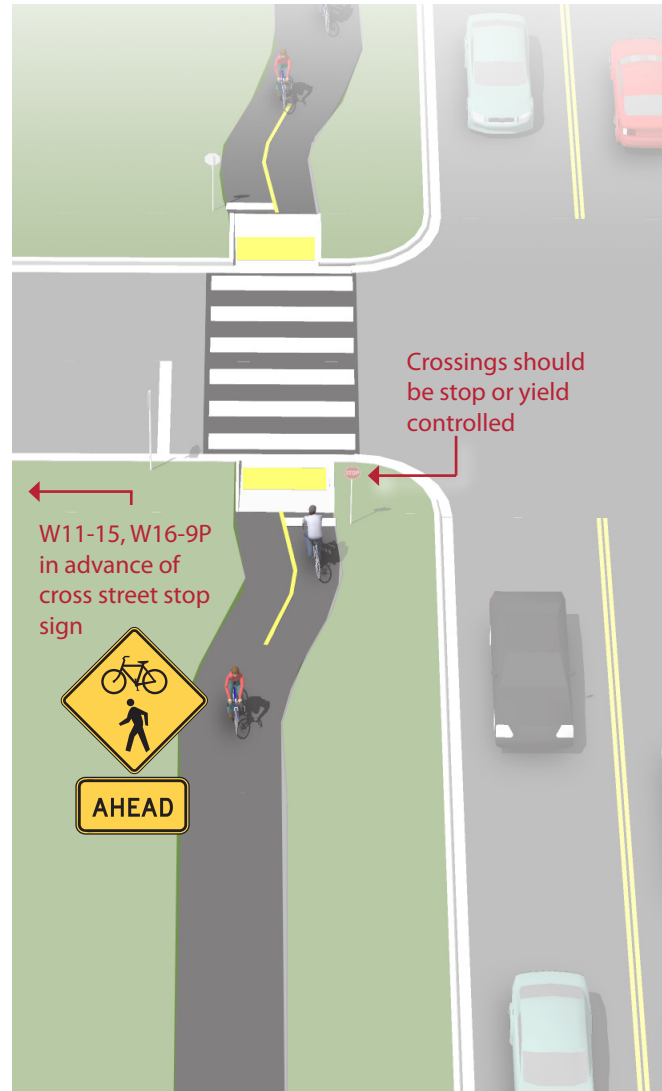 Crossings should
be stop or yield
controlled
STOP
W11-15, W16-9P
in advance of
cross street stop
sign
AHEAD